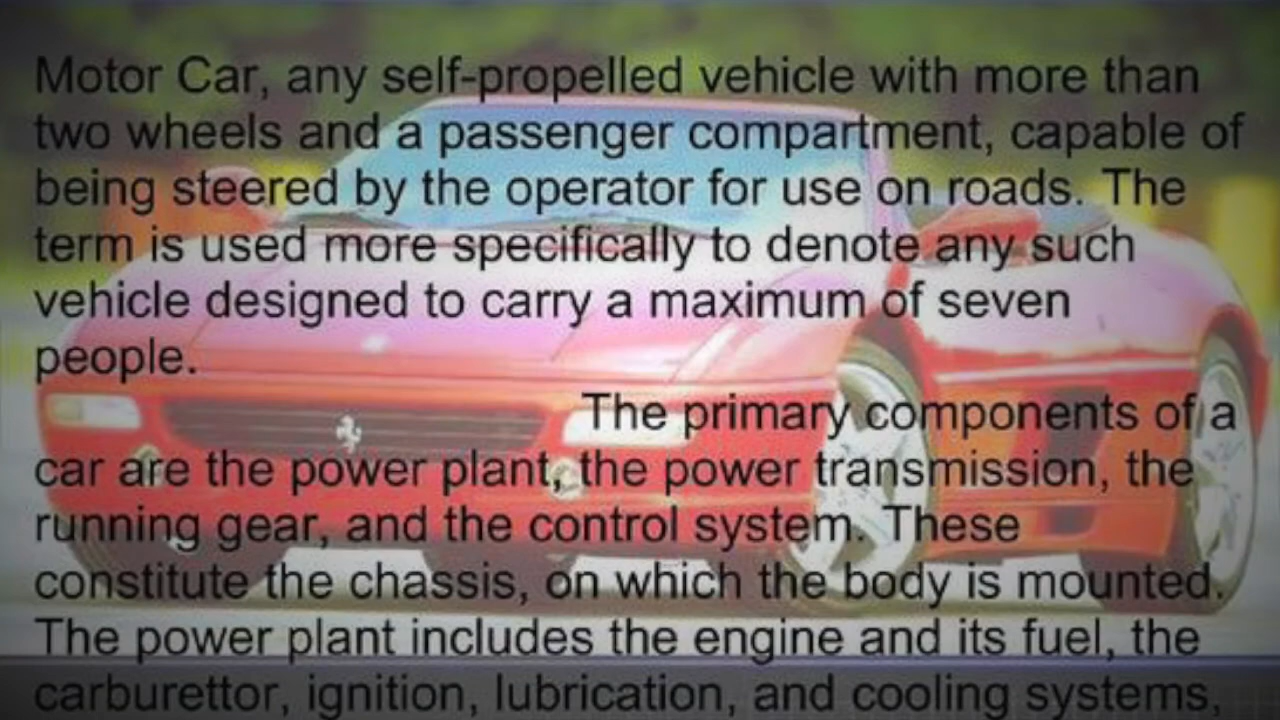 Motor Car, any self-propelled vehicle with more than
two wheels and a passenger compartment, capable of
being steered by the operator for use on roads. The
term is used more specifically to denote any such
vehicle designed to carry a maximum of seven
people.
The primary components of a
car are the power plant, the power transmission, the
running gear, and the control system. These
constitute the chassis, on which the body is mounted.
The power plant includes the engine and its fuel, the
carburettor, ignition, lubrication, and cooling systems,